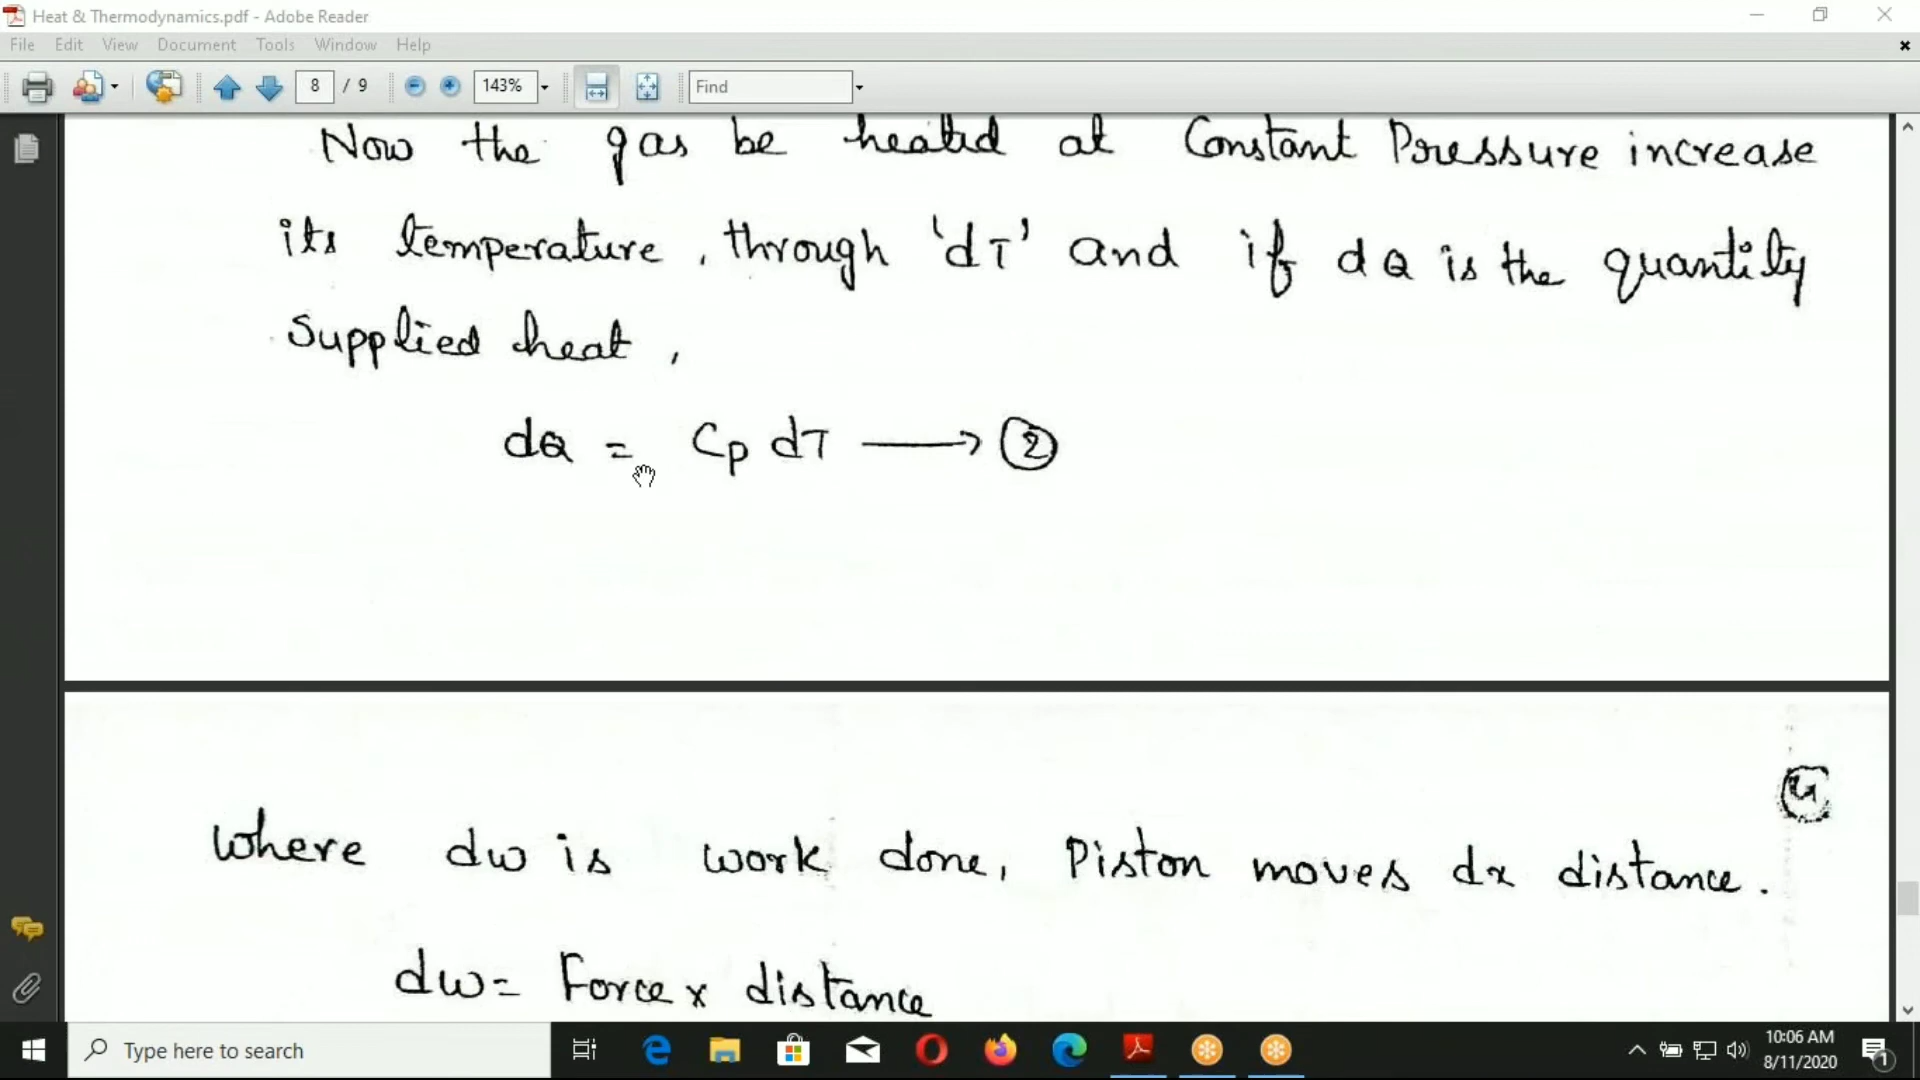 Heat & Thermodynamics.pdf - Adobe Reader
File Edit View Document Tools Window Help
8 / 9 143% Find
Now the gas be heated at Constant Pressure increase
its temperature, through 'dT' and if dQ is the quantity
Supplied heat,
dQ = Cp dT ⟶ ②
where dw is work done, Piston moves dx distance.
dw = Force x distance
Type here to search
10:06 AM
8/11/2020
1